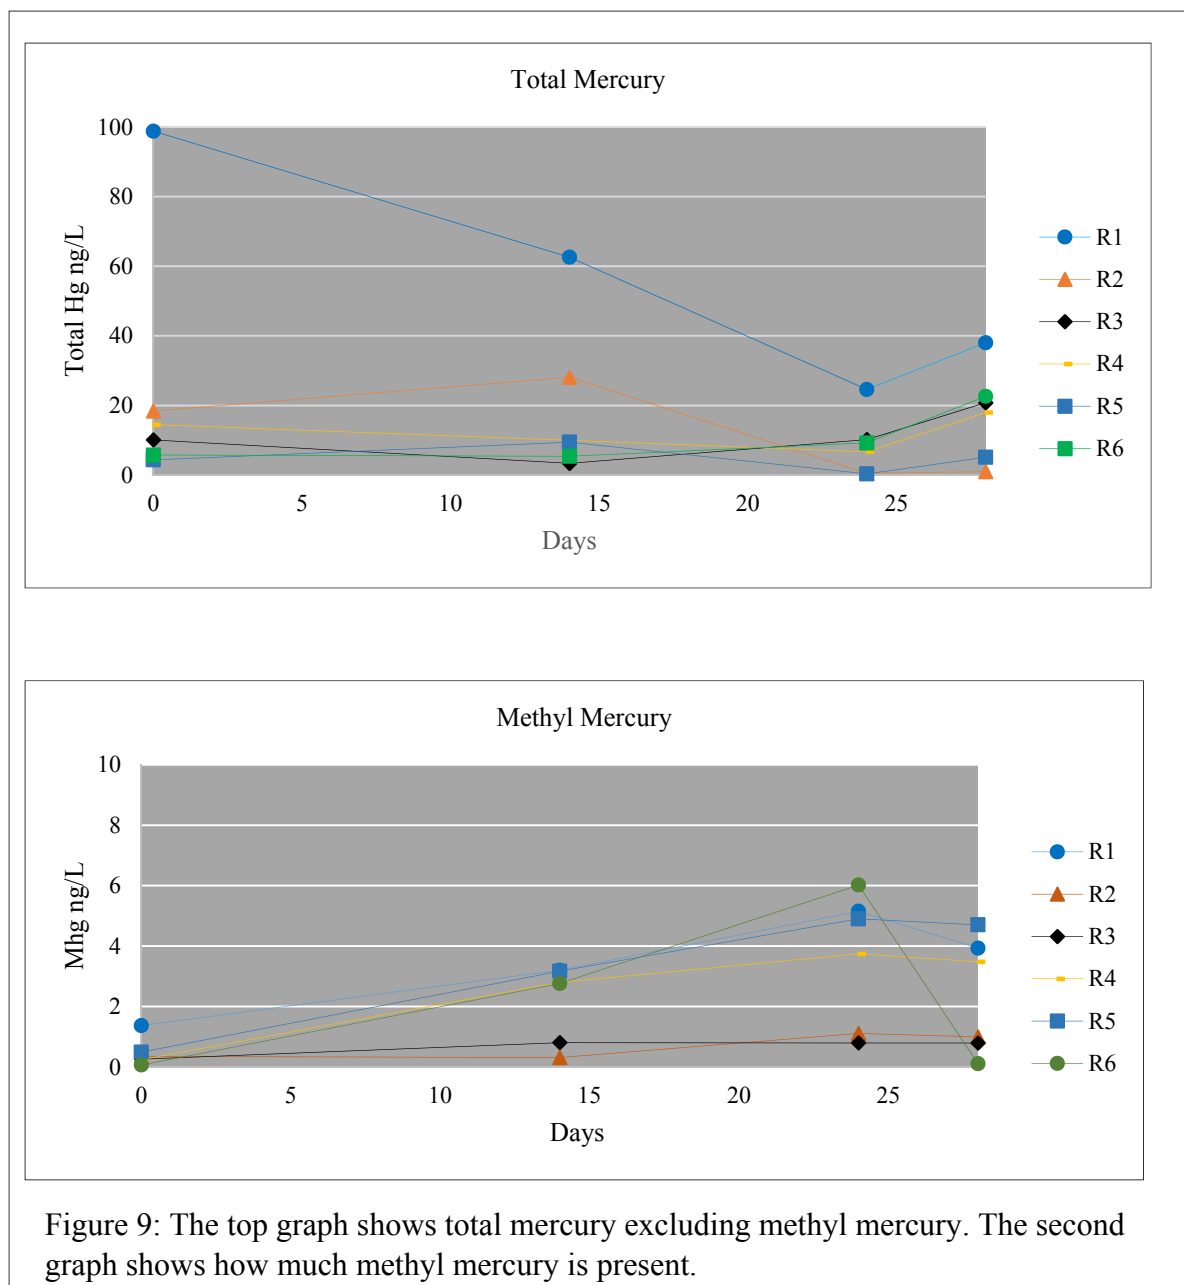 Total Mercury
100
80
60
40
20
0
Total Hg ng/L
0 5 10 15 20 25
Days
R1
R2
R3
R4
R5
R6
Methyl Mercury
10
8
6
4
2
0
Mhg ng/L
0 5 10 15 20 25
Days
R1
R2
R3
R4
R5
R6
Figure 9: The top graph shows total mercury excluding methyl mercury. The second
graph shows how much methyl mercury is present.